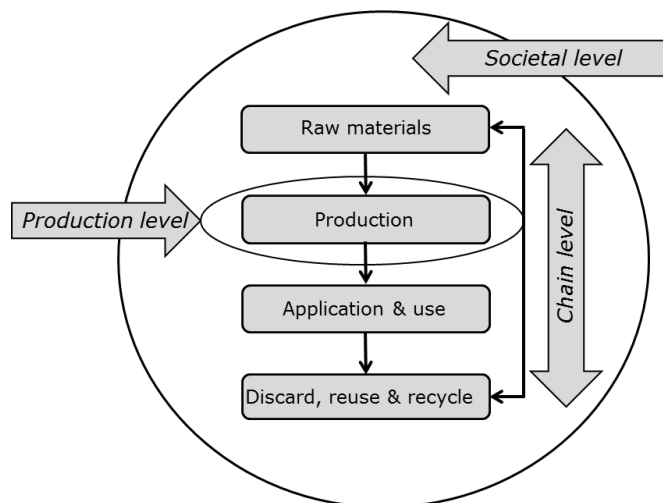 Societal level
Raw materials
Production level
Production
Chain level
Application & use
Discard, reuse & recycle